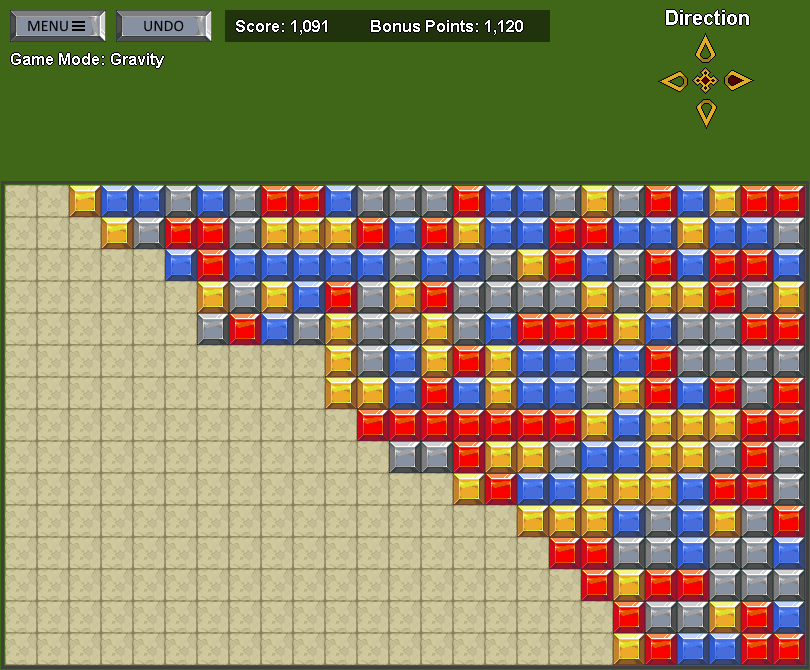 MENU
UNDO
Score: 1,091
Bonus Points: 1,120
Direction
Game Mode: Gravity